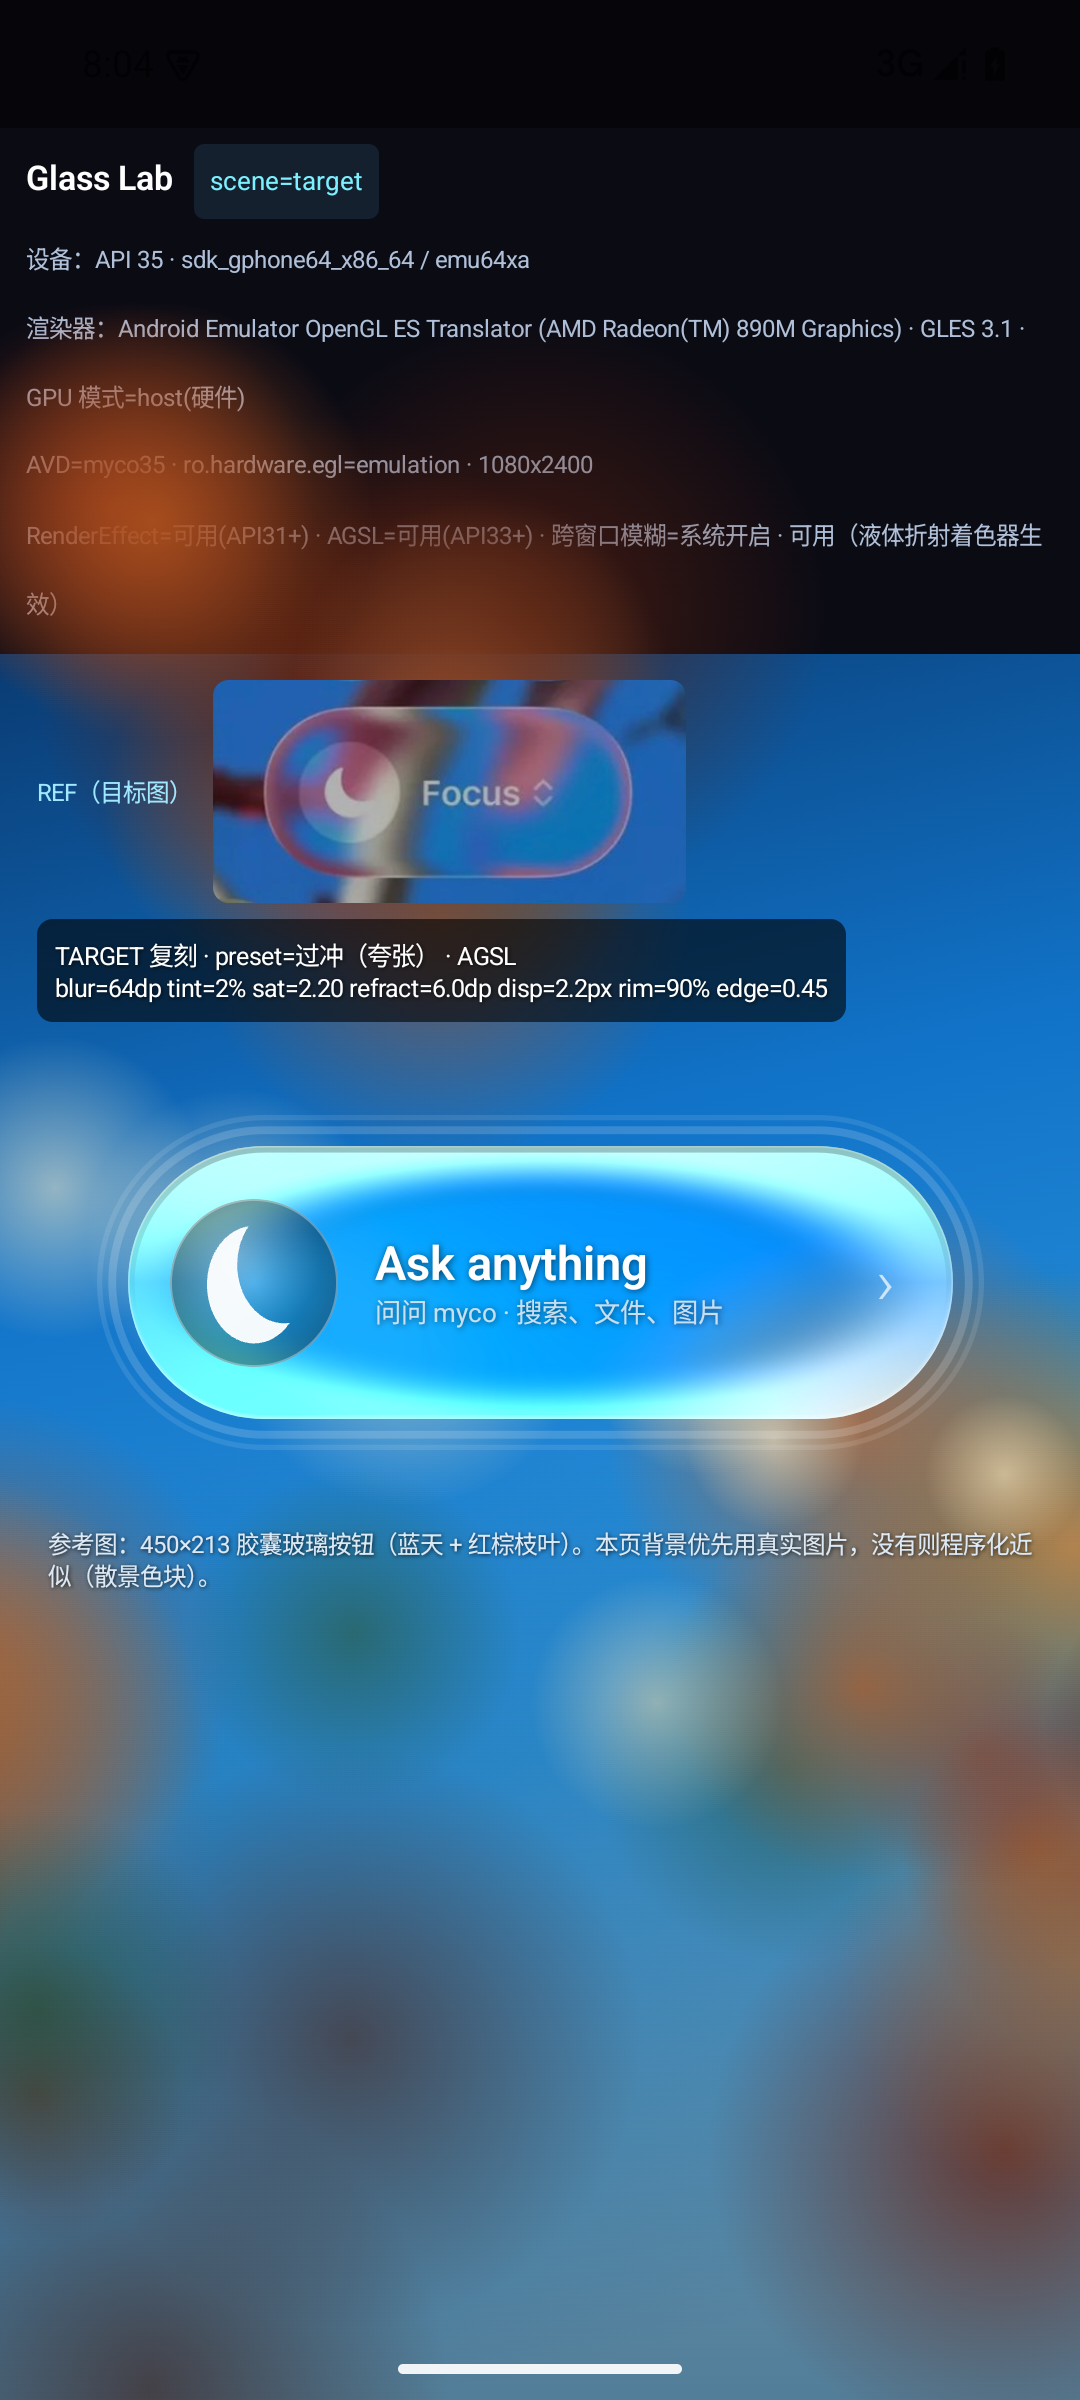 8:04 3G
Glass Lab scene=target
设备：API 35 · sdk_gphone64_x86_64 / emu64xa
渲染器：Android Emulator OpenGL ES Translator (AMD Radeon(TM) 890M Graphics) · GLES 3.1 ·
GPU 模式=host(硬件)
AVD=myco35 · ro.hardware.egl=emulation · 1080x2400
RenderEffect=可用(API31+) · AGSL=可用(API33+) · 跨窗口模糊=系统开启 · 可用（液体折射着色器生
效）
REF（目标图）
Focus
TARGET 复刻 · preset=过冲（夸张） · AGSL
blur=64dp tint=2% sat=2.20 refract=6.0dp disp=2.2px rim=90% edge=0.45
Ask anything
问问 myco · 搜索、文件、图片
参考图：450×213 胶囊玻璃按钮（蓝天 + 红棕枝叶）。本页背景优先用真实图片，没有则程序化近
似（散景色块）。